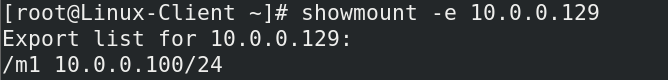 [root@Linux-Client ~]# showmount -e 10.0.0.129
Export list for 10.0.0.129:
/m1 10.0.0.100/24